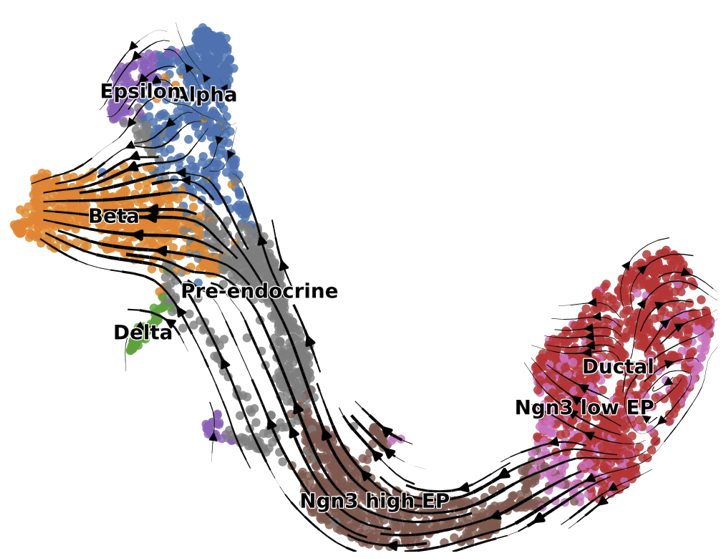 Epsilon
Alpha
Beta
Pre-endocrine
Delta
Ductal
Ngn3 low EP
Ngn3 high EP